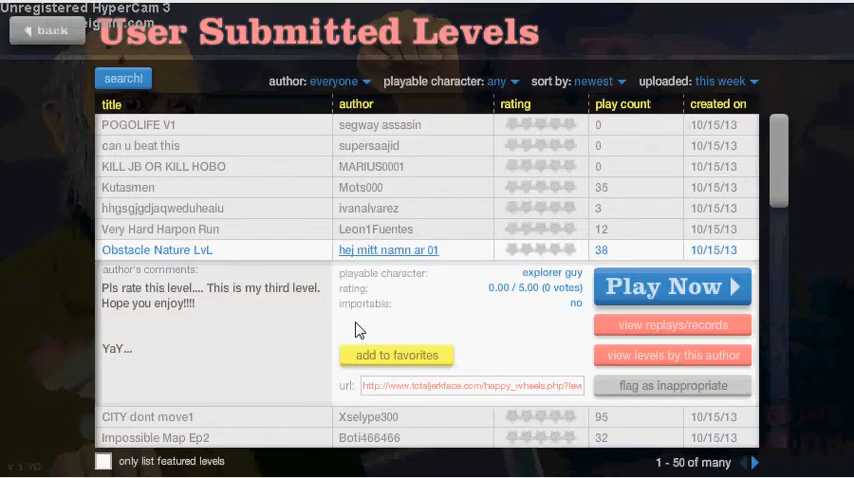 Unregistered HyperCam 3
back
User Submitted Levels
search!
author: everyone playable character: any sort by: newest uploaded: this week
title author rating play count created on
POGOLIFE V1 segway assasin 0 10/15/13
can u beat this supersaajid 0 10/15/13
KILL JB OR KILL HOBO MARIUS0001 0 10/15/13
Kutasmen Mots000 35 10/15/13
hhgsgjgdjaqweduheaiu ivanalvarez 3 10/15/13
Very Hard Harpon Run Leon1Fuentes 12 10/15/13
Obstacle Nature LvL hej mitt namn ar 01 38 10/15/13
author's comments:
Pls rate this level.... This is my third level.
Hope you enjoy!!!!
YaY...
playable character: explorer guy
rating: 0.00 / 5.00 (0 votes)
importable: no
add to favorites
url: http://www.totaljerkface.com/happy_wheels.php?leve
Play Now
view replays/records
view levels by this author
flag as inappropriate
CITY dont move1 Xselype300 95 10/15/13
Impossible Map Ep2 Boti466466 32 10/15/13
only list featured levels
1 - 50 of many
v 1.70